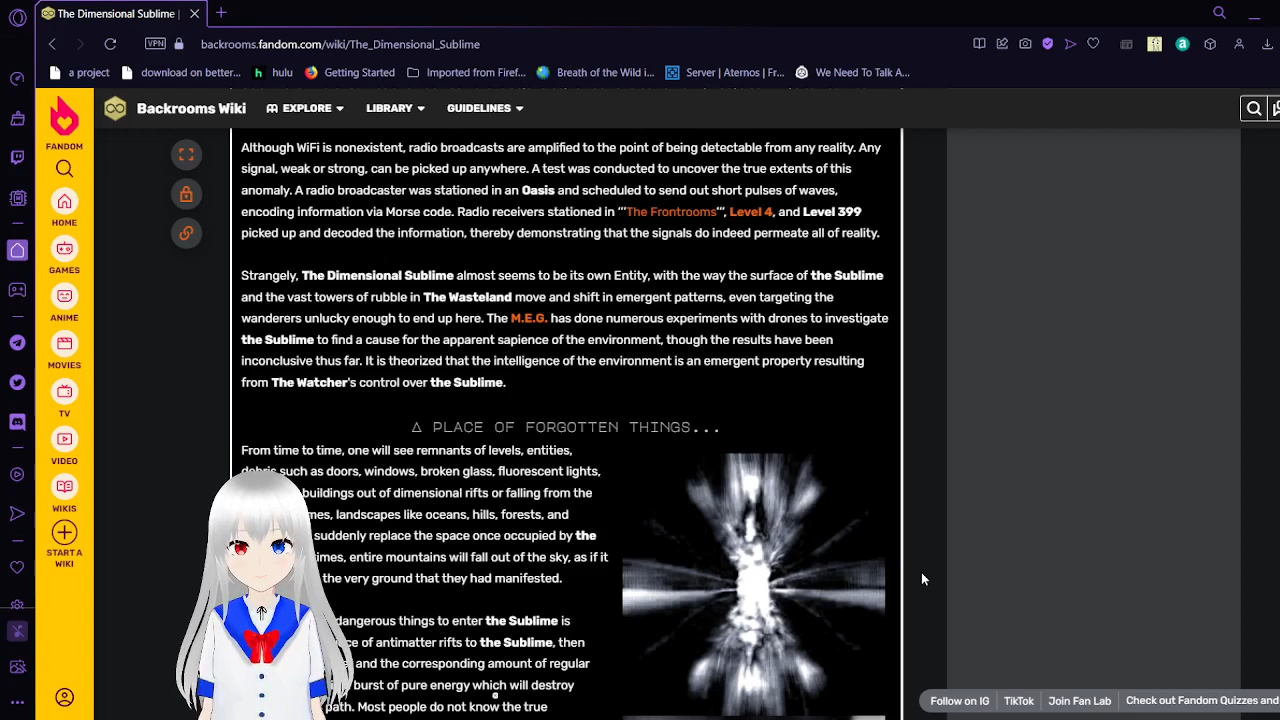 The Dimensional Sublime |
VPN
backrooms.fandom.com/wiki/The_Dimensional_Sublime
a project
download on better...
hulu
Getting Started
Imported from Firef...
Breath of the Wild i...
Server | Aternos | Fr...
We Need To Talk A...
Backrooms Wiki
EXPLORE
LIBRARY
GUIDELINES
FANDOM
HOME
GAMES
ANIME
MOVIES
TV
VIDEO
WIKIS
START A
WIKI
Although WiFi is nonexistent, radio broadcasts are amplified to the point of being detectable from any reality. Any
signal, weak or strong, can be picked up anywhere. A test was conducted to uncover the true extents of this
anomaly. A radio broadcaster was stationed in an Oasis and scheduled to send out short pulses of waves,
encoding information via Morse code. Radio receivers stationed in '"'The Frontrooms'"', Level 4, and Level 399
picked up and decoded the information, thereby demonstrating that the signals do indeed permeate all of reality.
Strangely, The Dimensional Sublime almost seems to be its own Entity, with the way the surface of the Sublime
and the vast towers of rubble in The Wasteland move and shift in emergent patterns, even targeting the
wanderers unlucky enough to end up here. The M.E.G. has done numerous experiments with drones to investigate
the Sublime to find a cause for the apparent sapience of the environment, though the results have been
inconclusive thus far. It is theorized that the intelligence of the environment is an emergent property resulting
from The Watcher's control over the Sublime.
Δ PLACE OF FORGOTTEN THINGS...
From time to time, one will see remnants of levels, entities,
debris such as doors, windows, broken glass, fluorescent lights,
buildings out of dimensional rifts or falling from the
landscapes like oceans, hills, forests, and
suddenly replace the space once occupied by the
entire mountains will fall out of the sky, as if it
the very ground that they had manifested.
dangerous things to enter the Sublime is
of antimatter rifts to the Sublime, then
and the corresponding amount of regular
burst of pure energy which will destroy
Most people do not know the true
Follow on IG
TikTok
Join Fan Lab
Check out Fandom Quizzes and